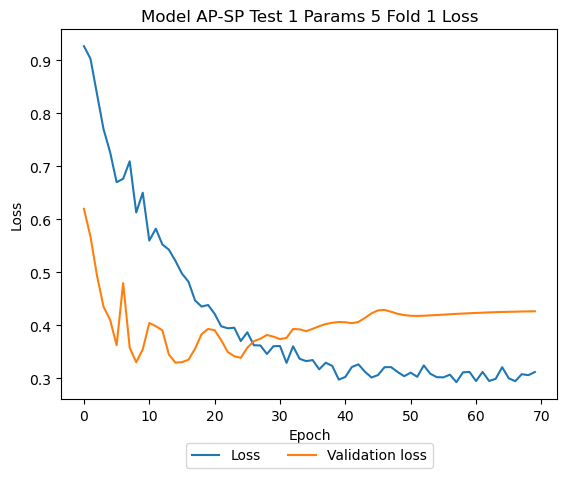 Model AP-SP Test 1 Params 5 Fold 1 Loss
Loss
0.9
0.8
0.7
0.6
0.5
0.4
0.3
0 10 20 30 40 50 60 70
Epoch
Loss Validation loss